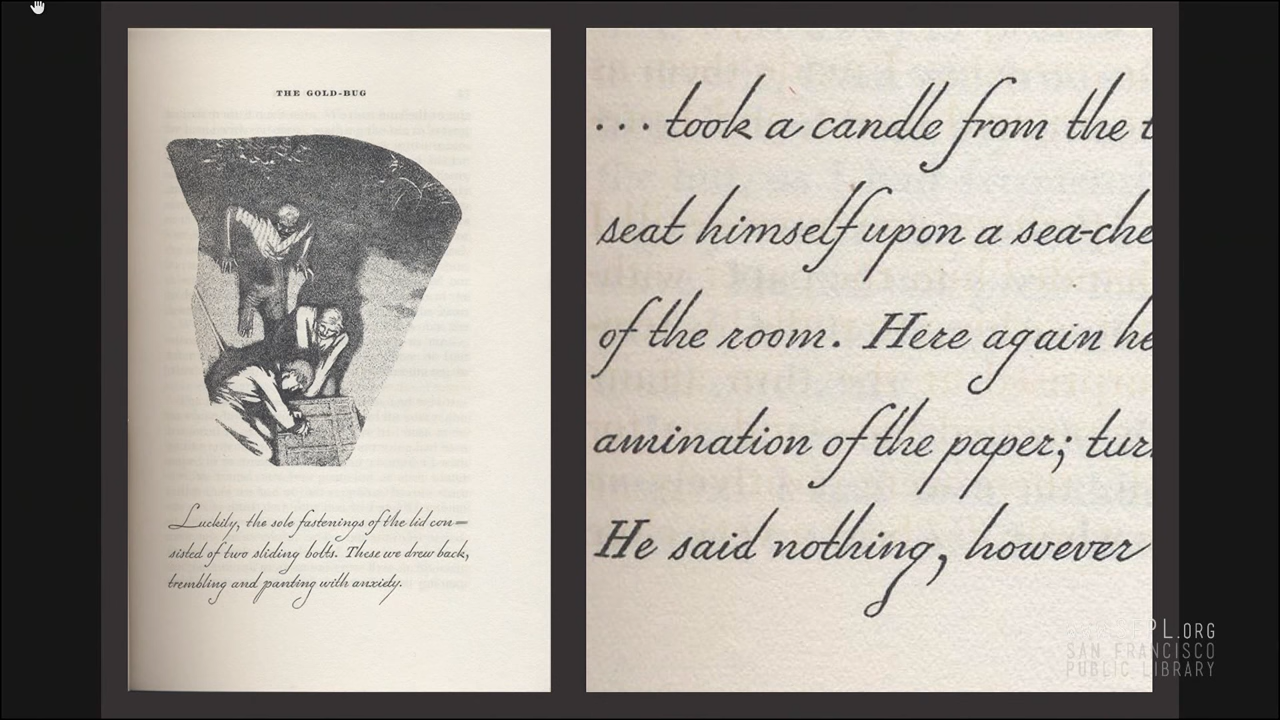 THE GOLD-BUG
Luckily, the sole fastenings of the lid con=
sisted of two sliding bolts. These we drew back,
trembling and panting with anxiety.
... took a candle from the t
seat himself upon a sea-che
of the room. Here again he
amination of the paper; tur
He said nothing, however
PL.ORG
SAN FRANCISCO
PUBLIC LIBRARY